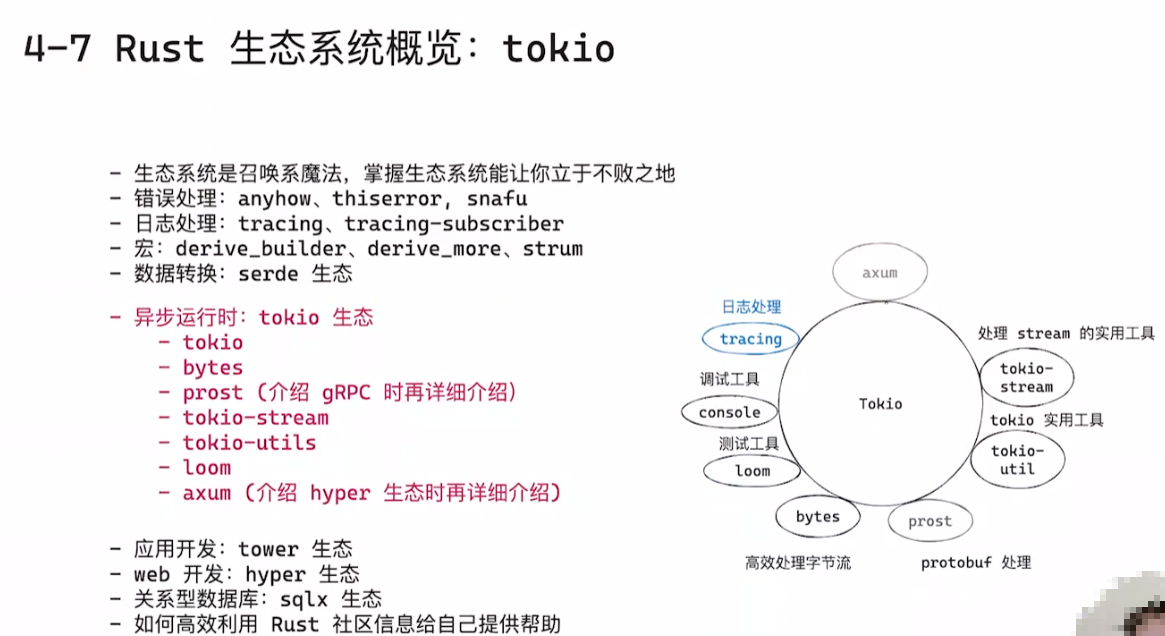 4-7 Rust 生态系统概览：tokio
- 生态系统是召唤系魔法，掌握生态系统能让你立于不败之地
- 错误处理：anyhow、thiserror, snafu
- 日志处理：tracing、tracing-subscriber
- 宏：derive_builder、derive_more、strum
- 数据转换：serde 生态
- 异步运行时：tokio 生态
- tokio
- bytes
- prost (介绍 gRPC 时再详细介绍)
- tokio-stream
- tokio-utils
- loom
- axum (介绍 hyper 生态时再详细介绍)
- 应用开发：tower 生态
- web 开发：hyper 生态
- 关系型数据库：sqlx 生态
- 如何高效利用 Rust 社区信息给自己提供帮助
axum
日志处理
tracing
调试工具
console
测试工具
loom
bytes
高效处理字节流
Tokio
处理 stream 的实用工具
tokio-
stream
tokio 实用工具
tokio-
util
prost
protobuf 处理